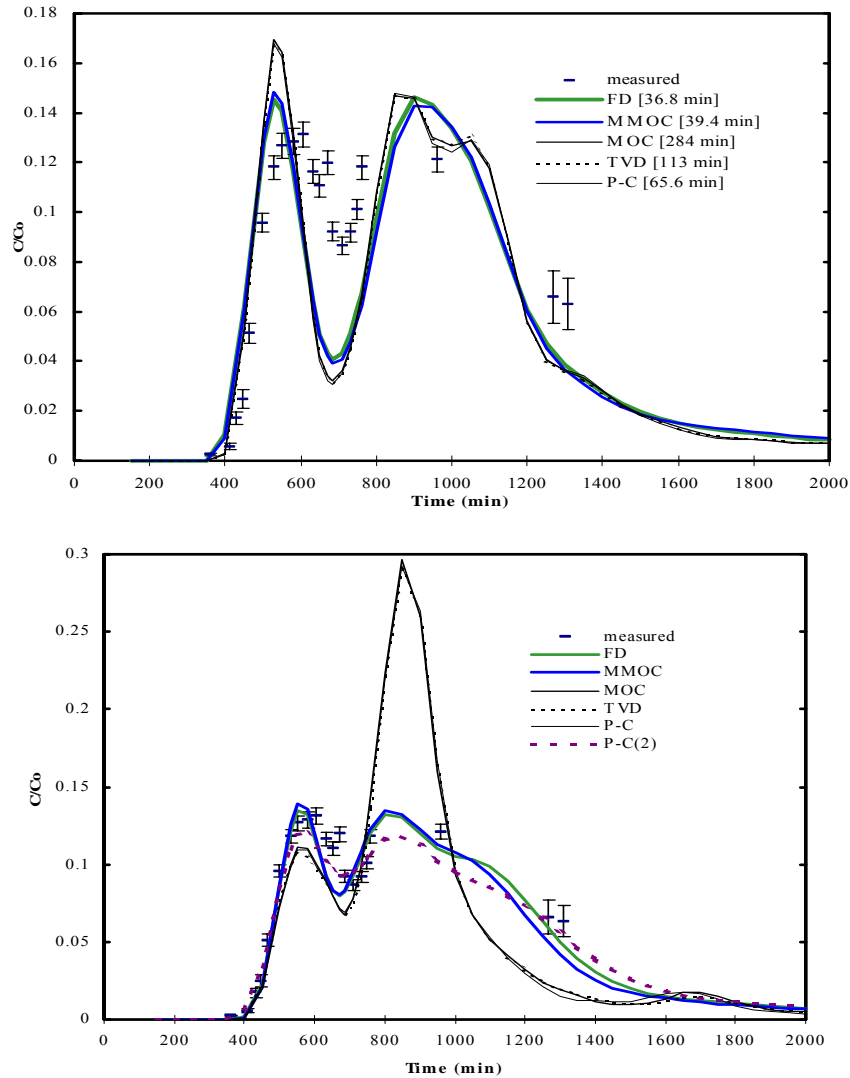 0.18
0.16
0.14
0.12
0.1
0.08
0.06
0.04
0.02
0
C/Co
measured
FD [36.8 min]
MMOC [39.4 min]
MOC [284 min]
TVD [113 min]
P-C [65.6 min]
0 200 400 600 800 1000 1200 1400 1600 1800 2000
Time (min)
0.3
0.25
0.2
0.15
0.1
0.05
0
C/Co
measured
FD
MMOC
MOC
TVD
P-C
P-C(2)
0 200 400 600 800 1000 1200 1400 1600 1800 2000
Time (min)